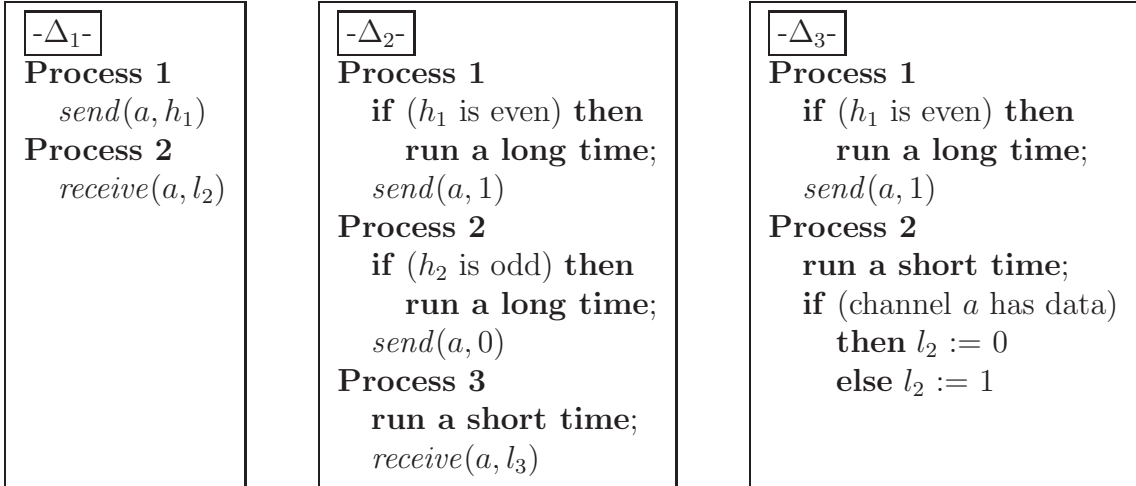 -Δ₁-
Process 1
send(a, h₁)
Process 2
receive(a, l₂)
-Δ₂-
Process 1
if (h₁ is even) then
run a long time;
send(a, 1)
Process 2
if (h₂ is odd) then
run a long time;
send(a, 0)
Process 3
run a short time;
receive(a, l₃)
-Δ₃-
Process 1
if (h₁ is even) then
run a long time;
send(a, 1)
Process 2
run a short time;
if (channel a has data)
then l₂ := 0
else l₂ := 1